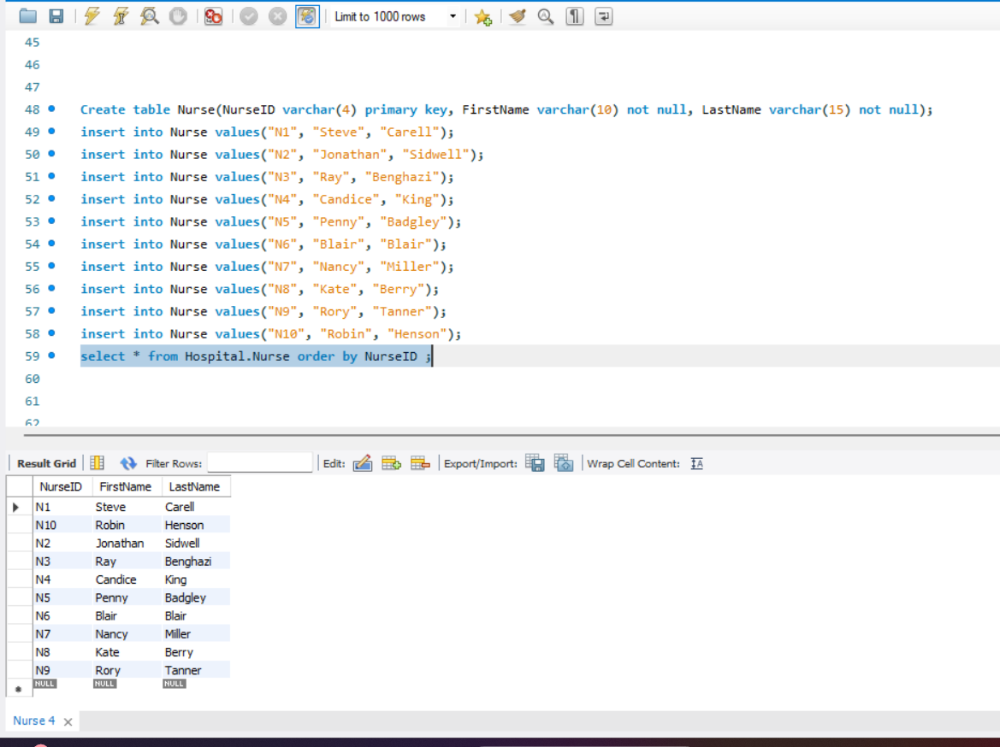 Limit to 1000 rows
45
46
47
48 Create table Nurse(NurseID varchar(4) primary key, FirstName varchar(10) not null, LastName varchar(15) not null);
49 insert into Nurse values("N1", "Steve", "Carell");
50 insert into Nurse values("N2", "Jonathan", "Sidwell");
51 insert into Nurse values("N3", "Ray", "Benghazi");
52 insert into Nurse values("N4", "Candice", "King");
53 insert into Nurse values("N5", "Penny", "Badgley");
54 insert into Nurse values("N6", "Blair", "Blair");
55 insert into Nurse values("N7", "Nancy", "Miller");
56 insert into Nurse values("N8", "Kate", "Berry");
57 insert into Nurse values("N9", "Rory", "Tanner");
58 insert into Nurse values("N10", "Robin", "Henson");
59 select * from Hospital.Nurse order by NurseID ;
60
61
62
Result Grid Filter Rows: Edit: Export/Import: Wrap Cell Content:
NurseID FirstName LastName
N1 Steve Carell
N10 Robin Henson
N2 Jonathan Sidwell
N3 Ray Benghazi
N4 Candice King
N5 Penny Badgley
N6 Blair Blair
N7 Nancy Miller
N8 Kate Berry
N9 Rory Tanner
NULL NULL NULL
Nurse 4